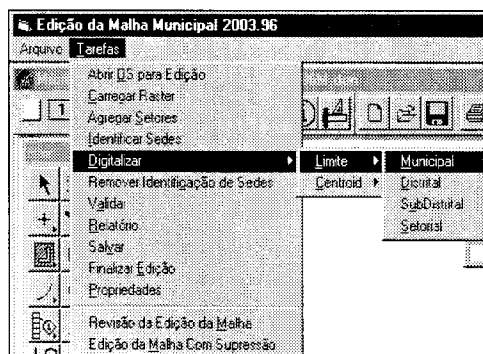 Edição da Malha Municipal 2003.96
Arquivo Tarefas
Abrir DS para Edição
Carregar Raster
1
Agregar Setores
Identificar Sedes
Digitalizar Limite Municipal
Remover Identificação de Sedes Centroid Distrital
Valida SubDistrital
Relatório Setorial
Salvar
Finalizar Edição
Propriedades
Revisão da Edição da Malha
Edição da Malha Com Supressão